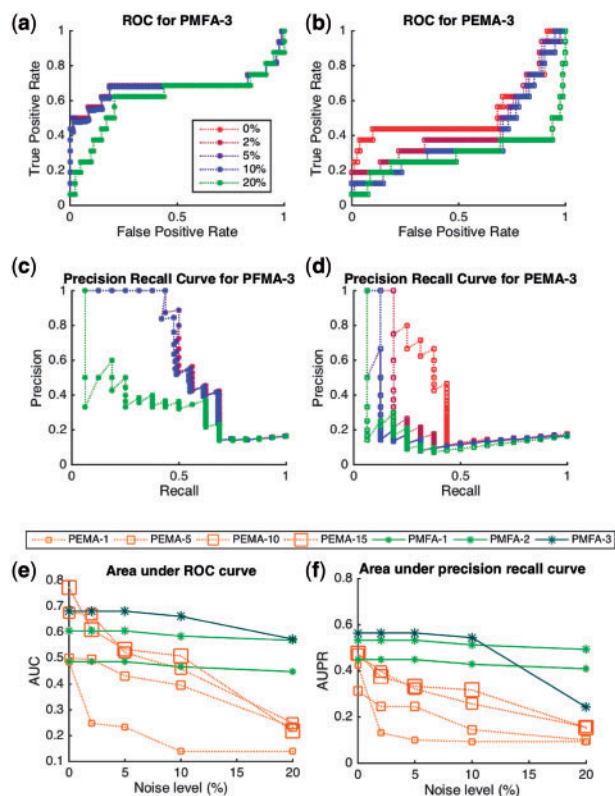 (a) ROC for PMFA-3
(b) ROC for PEMA-3
True Positive Rate
1
0.8
0.6
0.4
0.2
0
0 0.5 1
False Positive Rate
0%
2%
5%
10%
20%
True Positive Rate
1
0.8
0.6
0.4
0.2
0
0 0.5 1
False Positive Rate
(c) Precision Recall Curve for PFMA-3
(d) Precision Recall Curve for PEMA-3
Precision
1
0.8
0.6
0.4
0.2
0
0 0.5 1
Recall
Precision
1
0.8
0.6
0.4
0.2
0
0 0.5 1
Recall
PEMA-1 PEMA-5 PEMA-10 PEMA-15 PMFA-1 PMFA-2 PMFA-3
(e) Area under ROC curve
(f) Area under precision recall curve
AUC
0.8
0.7
0.6
0.5
0.4
0.3
0.2
0.1
0 5 10 15 20
Noise level (%)
AUPR
0.6
0.4
0.2
0
0 5 10 15 20
Noise level (%)